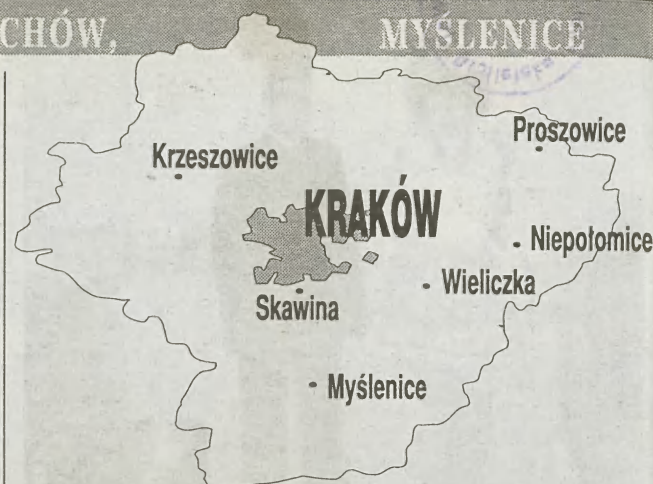 CHÓW, MYŚLENICE
Proszowice
Krzeszowice
KRAKÓW
Niepołomice
Wieliczka
Skawina
Myślenice